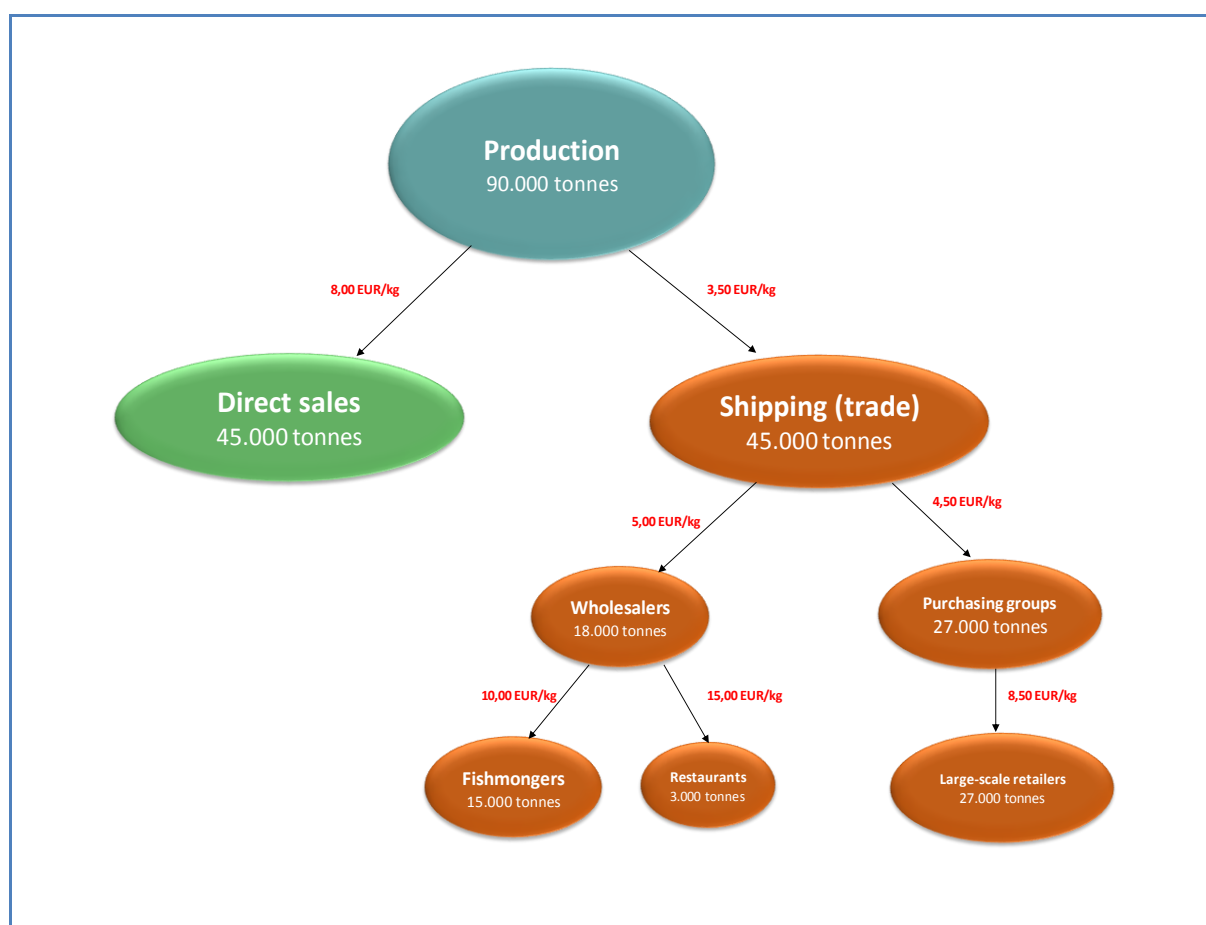 Production
90.000 tonnes
8,00 EUR/kg
3,50 EUR/kg
Direct sales
45.000 tonnes
Shipping (trade)
45.000 tonnes
5,00 EUR/kg
4,50 EUR/kg
Wholesalers
18.000 tonnes
Purchasing groups
27.000 tonnes
10,00 EUR/kg
15,00 EUR/kg
8,50 EUR/kg
Fishmongers
15.000 tonnes
Restaurants
3.000 tonnes
Large-scale retailers
27.000 tonnes